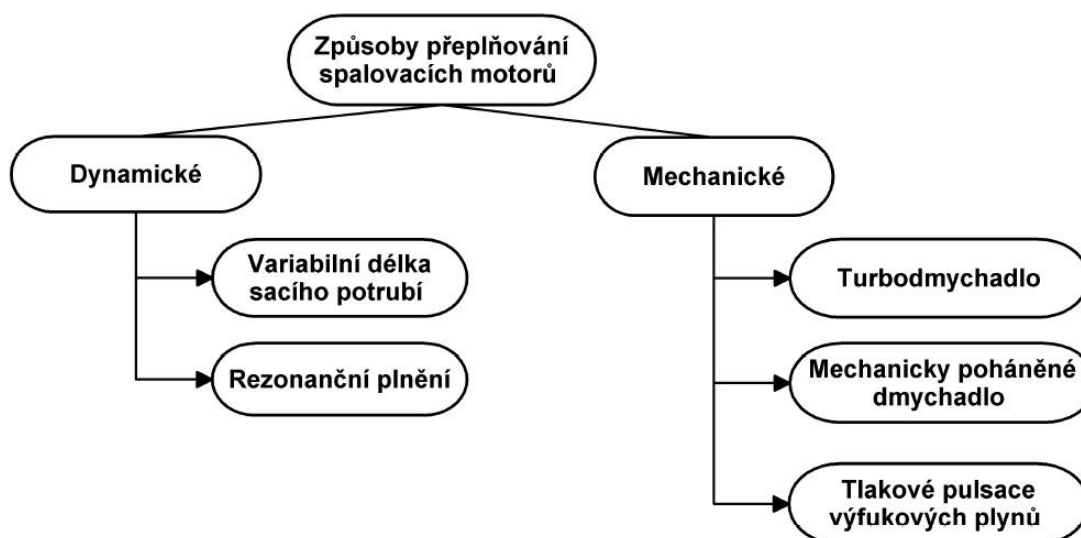 Způsoby přeplňování
spalovacích motorů
Dynamické
Mechanické
Variabilní délka
sacího potrubí
Rezonanční plnění
Turbodmychadlo
Mechanicky poháněné
dmychadlo
Tlakové pulsace
výfukových plynů